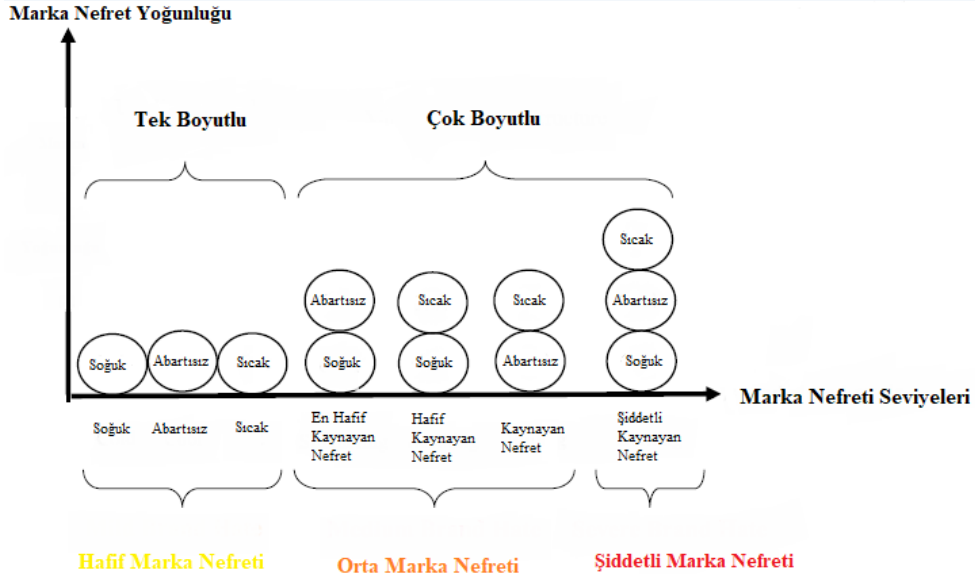 Marka Nefret Yoğunluğu
Tek Boyutlu
Çok Boyutlu
Soğuk
Abartısız
Sıcak
Abartısız
Soğuk
Sıcak
Soğuk
Sıcak
Abartısız
Sıcak
Abartısız
Soğuk
Marka Nefreti Seviyeleri
Soğuk
Abartısız
Sıcak
En Hafif
Kaynayan
Nefret
Hafif
Kaynayan
Nefret
Kaynayan
Nefret
Şiddetli
Kaynayan
Nefret
Hafif Marka Nefreti
Orta Marka Nefreti
Şiddetli Marka Nefreti